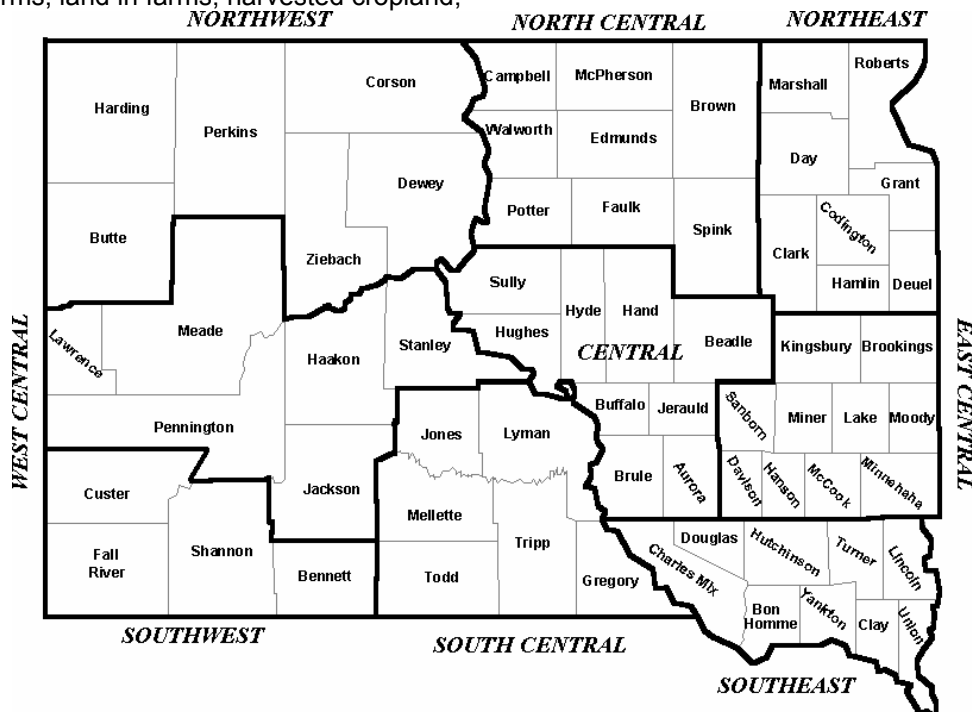 rms, land in farms, harvested cropland,
NORTHWEST
NORTH CENTRAL
NORTHEAST
Harding
Perkins
Corson
Campbell
McPherson
Brown
Marshall
Roberts
Walworth
Edmunds
Day
Dewey
Grant
Butte
Ziebach
Potter
Faulk
Spink
Codington
Clark
Hamlin
Deuel
Sully
Hyde
Hand
Lawrence
Meade
Haakon
Stanley
Hughes
CENTRAL
Beadle
Kingsbury
Brookings
WEST CENTRAL
EAST CENTRAL
Pennington
Jones
Lyman
Buffalo
Jerauld
Sanborn
Miner
Lake
Moody
Custer
Jackson
Brule
Aurora
Davison
Hanson
McCook
Minnehaha
Mellette
Fall
River
Shannon
Bennett
Todd
Tripp
Gregory
Charles Mix
Douglas
Hutchinson
Turner
Lincoln
Bon
Homme
Yankton
Clay
Union
SOUTHWEST
SOUTH CENTRAL
SOUTHEAST